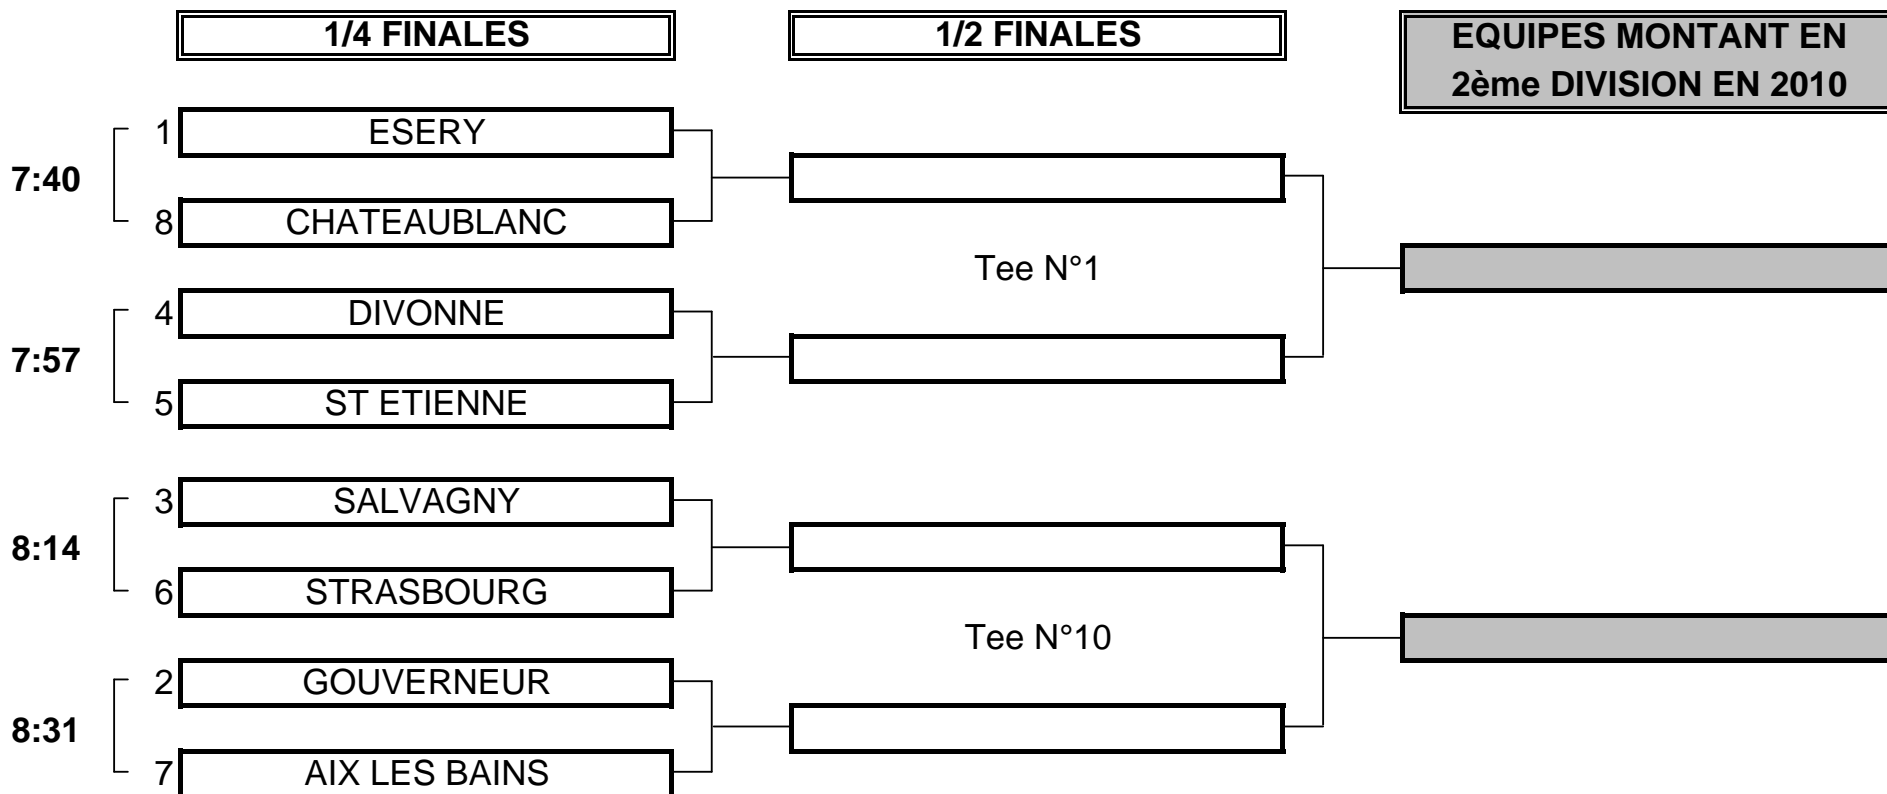 1/4 FINALES
1/2 FINALES
EQUIPES MONTANT EN
2ème DIVISION EN 2010
1 ESERY
7:40
8 CHATEAUBLANC
Tee N°1
4 DIVONNE
7:57
5 ST ETIENNE
3 SALVAGNY
8:14
6 STRASBOURG
Tee N°10
2 GOUVERNEUR
8:31
7 AIX LES BAINS